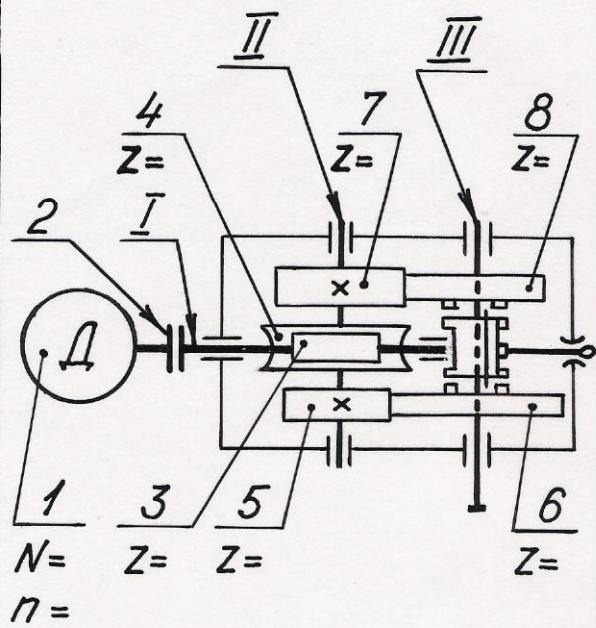 II III
4 7 8
Z= Z= Z=
2 I
Д
1 3 5 6
N= Z= Z= Z=
n=